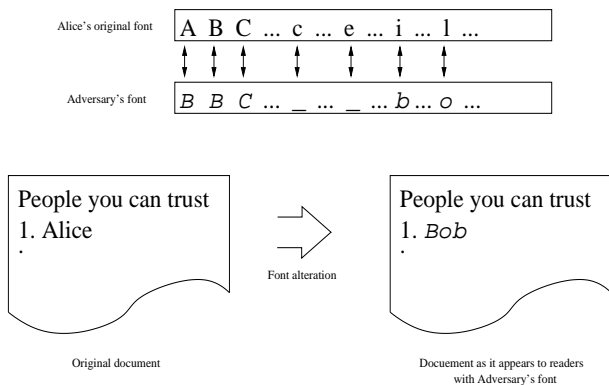 Alice's original font
A B C ... c ... e ... i ... l ...
Adversary's font
B B C ... _ ... _ ... b ... o ...
People you can trust
1. Alice
.
Original document
Font alteration
People you can trust
1. Bob
.
Docuement as it appears to readers
with Adversary's font